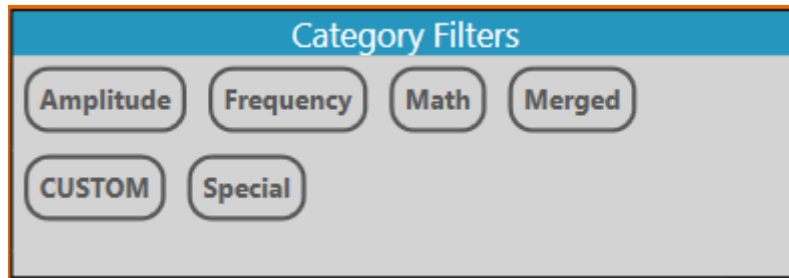 Category Filters
Amplitude Frequency Math Merged
CUSTOM Special